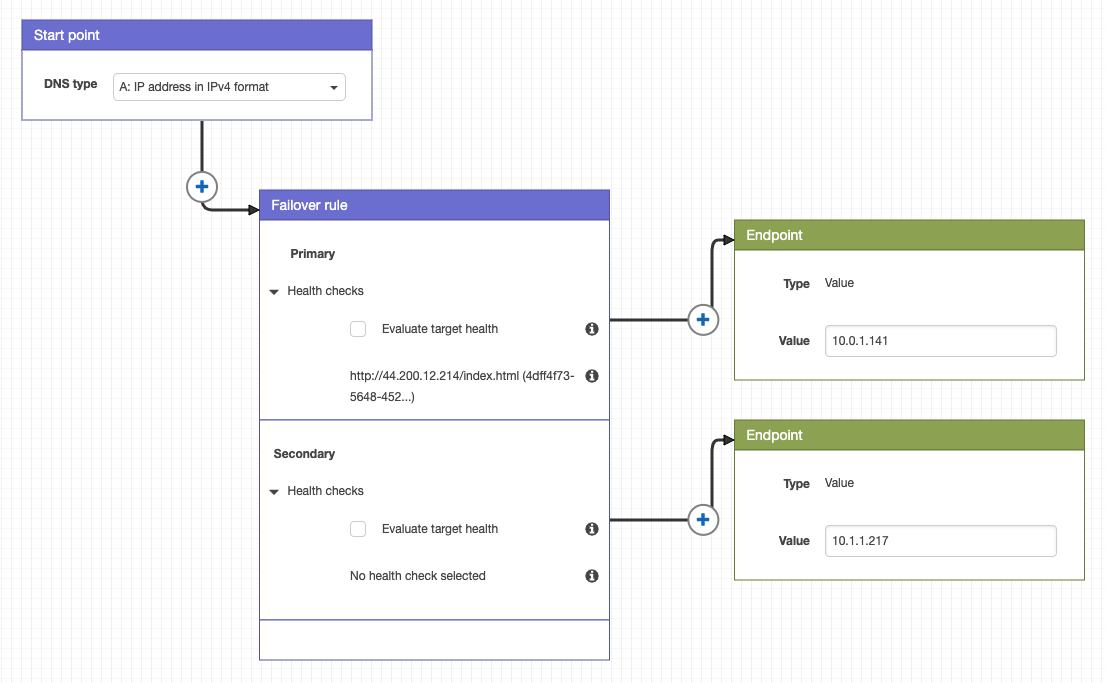 Start point
DNS type
A: IP address in IPv4 format
Failover rule
Primary
Health checks
Evaluate target health
http://44.200.12.214/index.html (4dff4f73-
5648-452...)
Secondary
Health checks
Evaluate target health
No health check selected
Endpoint
Type Value
Value 10.0.1.141
Endpoint
Type Value
Value 10.1.1.217